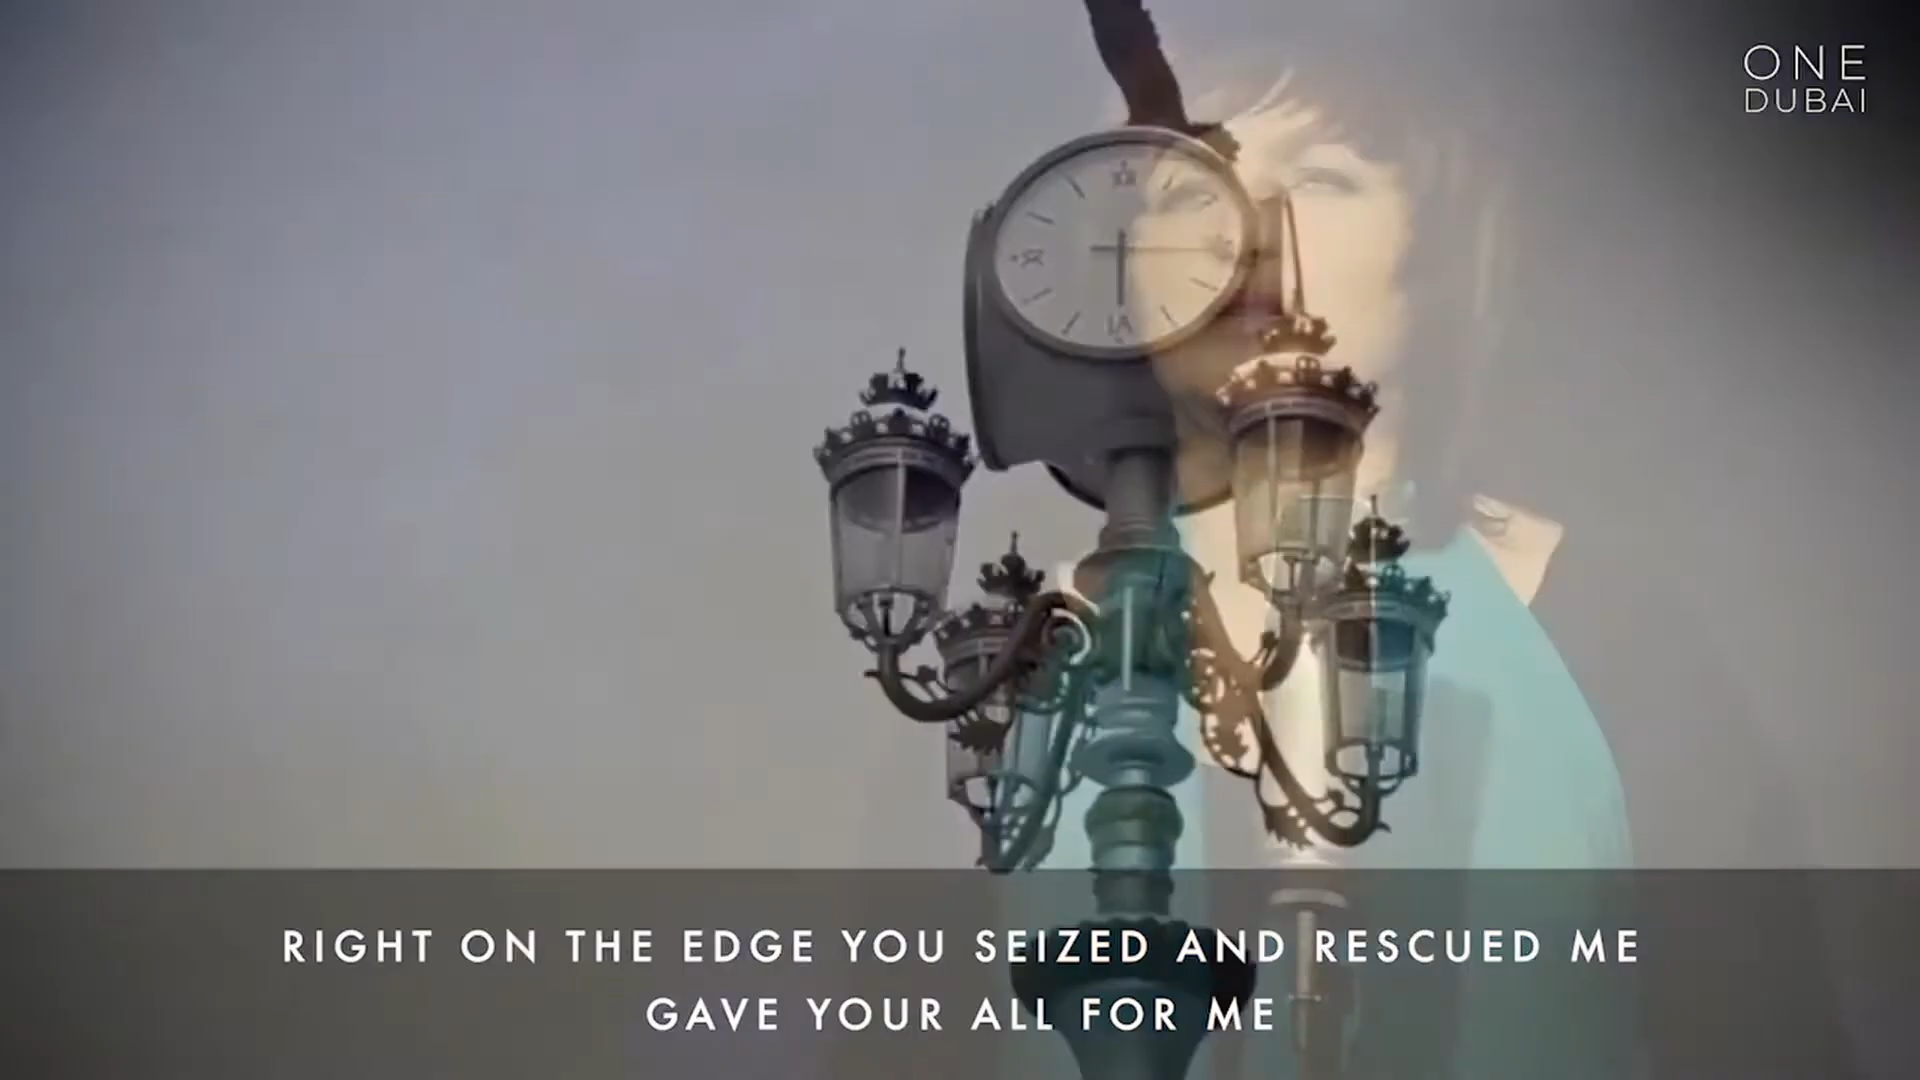 ONE
DUBAI
RIGHT ON THE EDGE YOU SEIZED AND RESCUED ME
GAVE YOUR ALL FOR ME